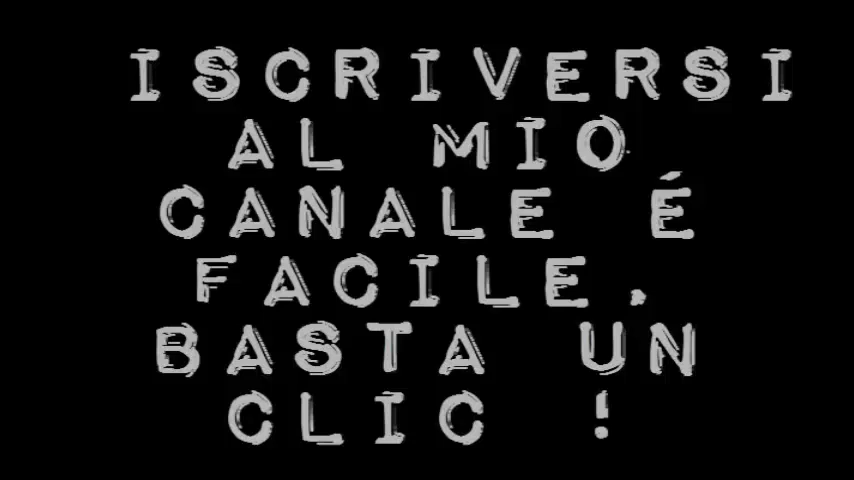 ISCRIVERSI
AL MIO
CANALE É
FACILE.
BASTA UN
CLIC !